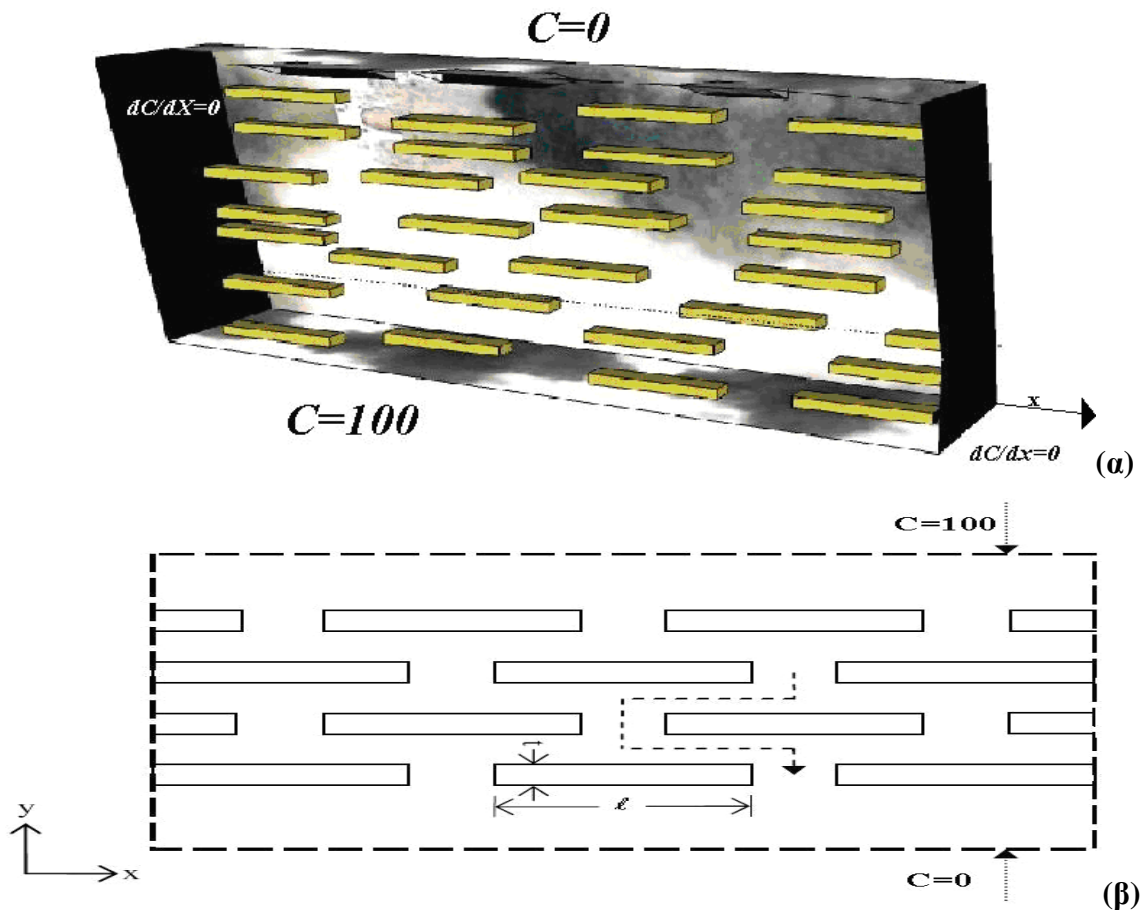 C=0
dC/dX=0
C=100
x
dC/dx=0
(α)
C=100
t
ℓ
y
x
C=0
(β)